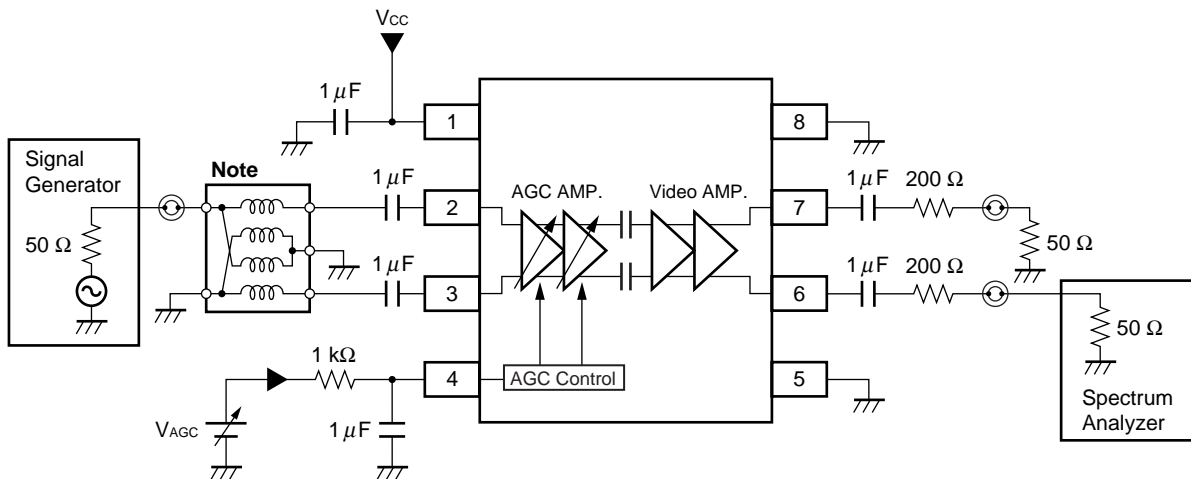 VCC
1 μF
1
8
Signal
Generator
50 Ω
Note
1 μF
2
AGC AMP.
Video AMP.
7
1 μF
200 Ω
50 Ω
1 μF
3
6
1 μF
200 Ω
50 Ω
Spectrum
Analyzer
1 kΩ
4
AGC Control
5
VAGC
1 μF